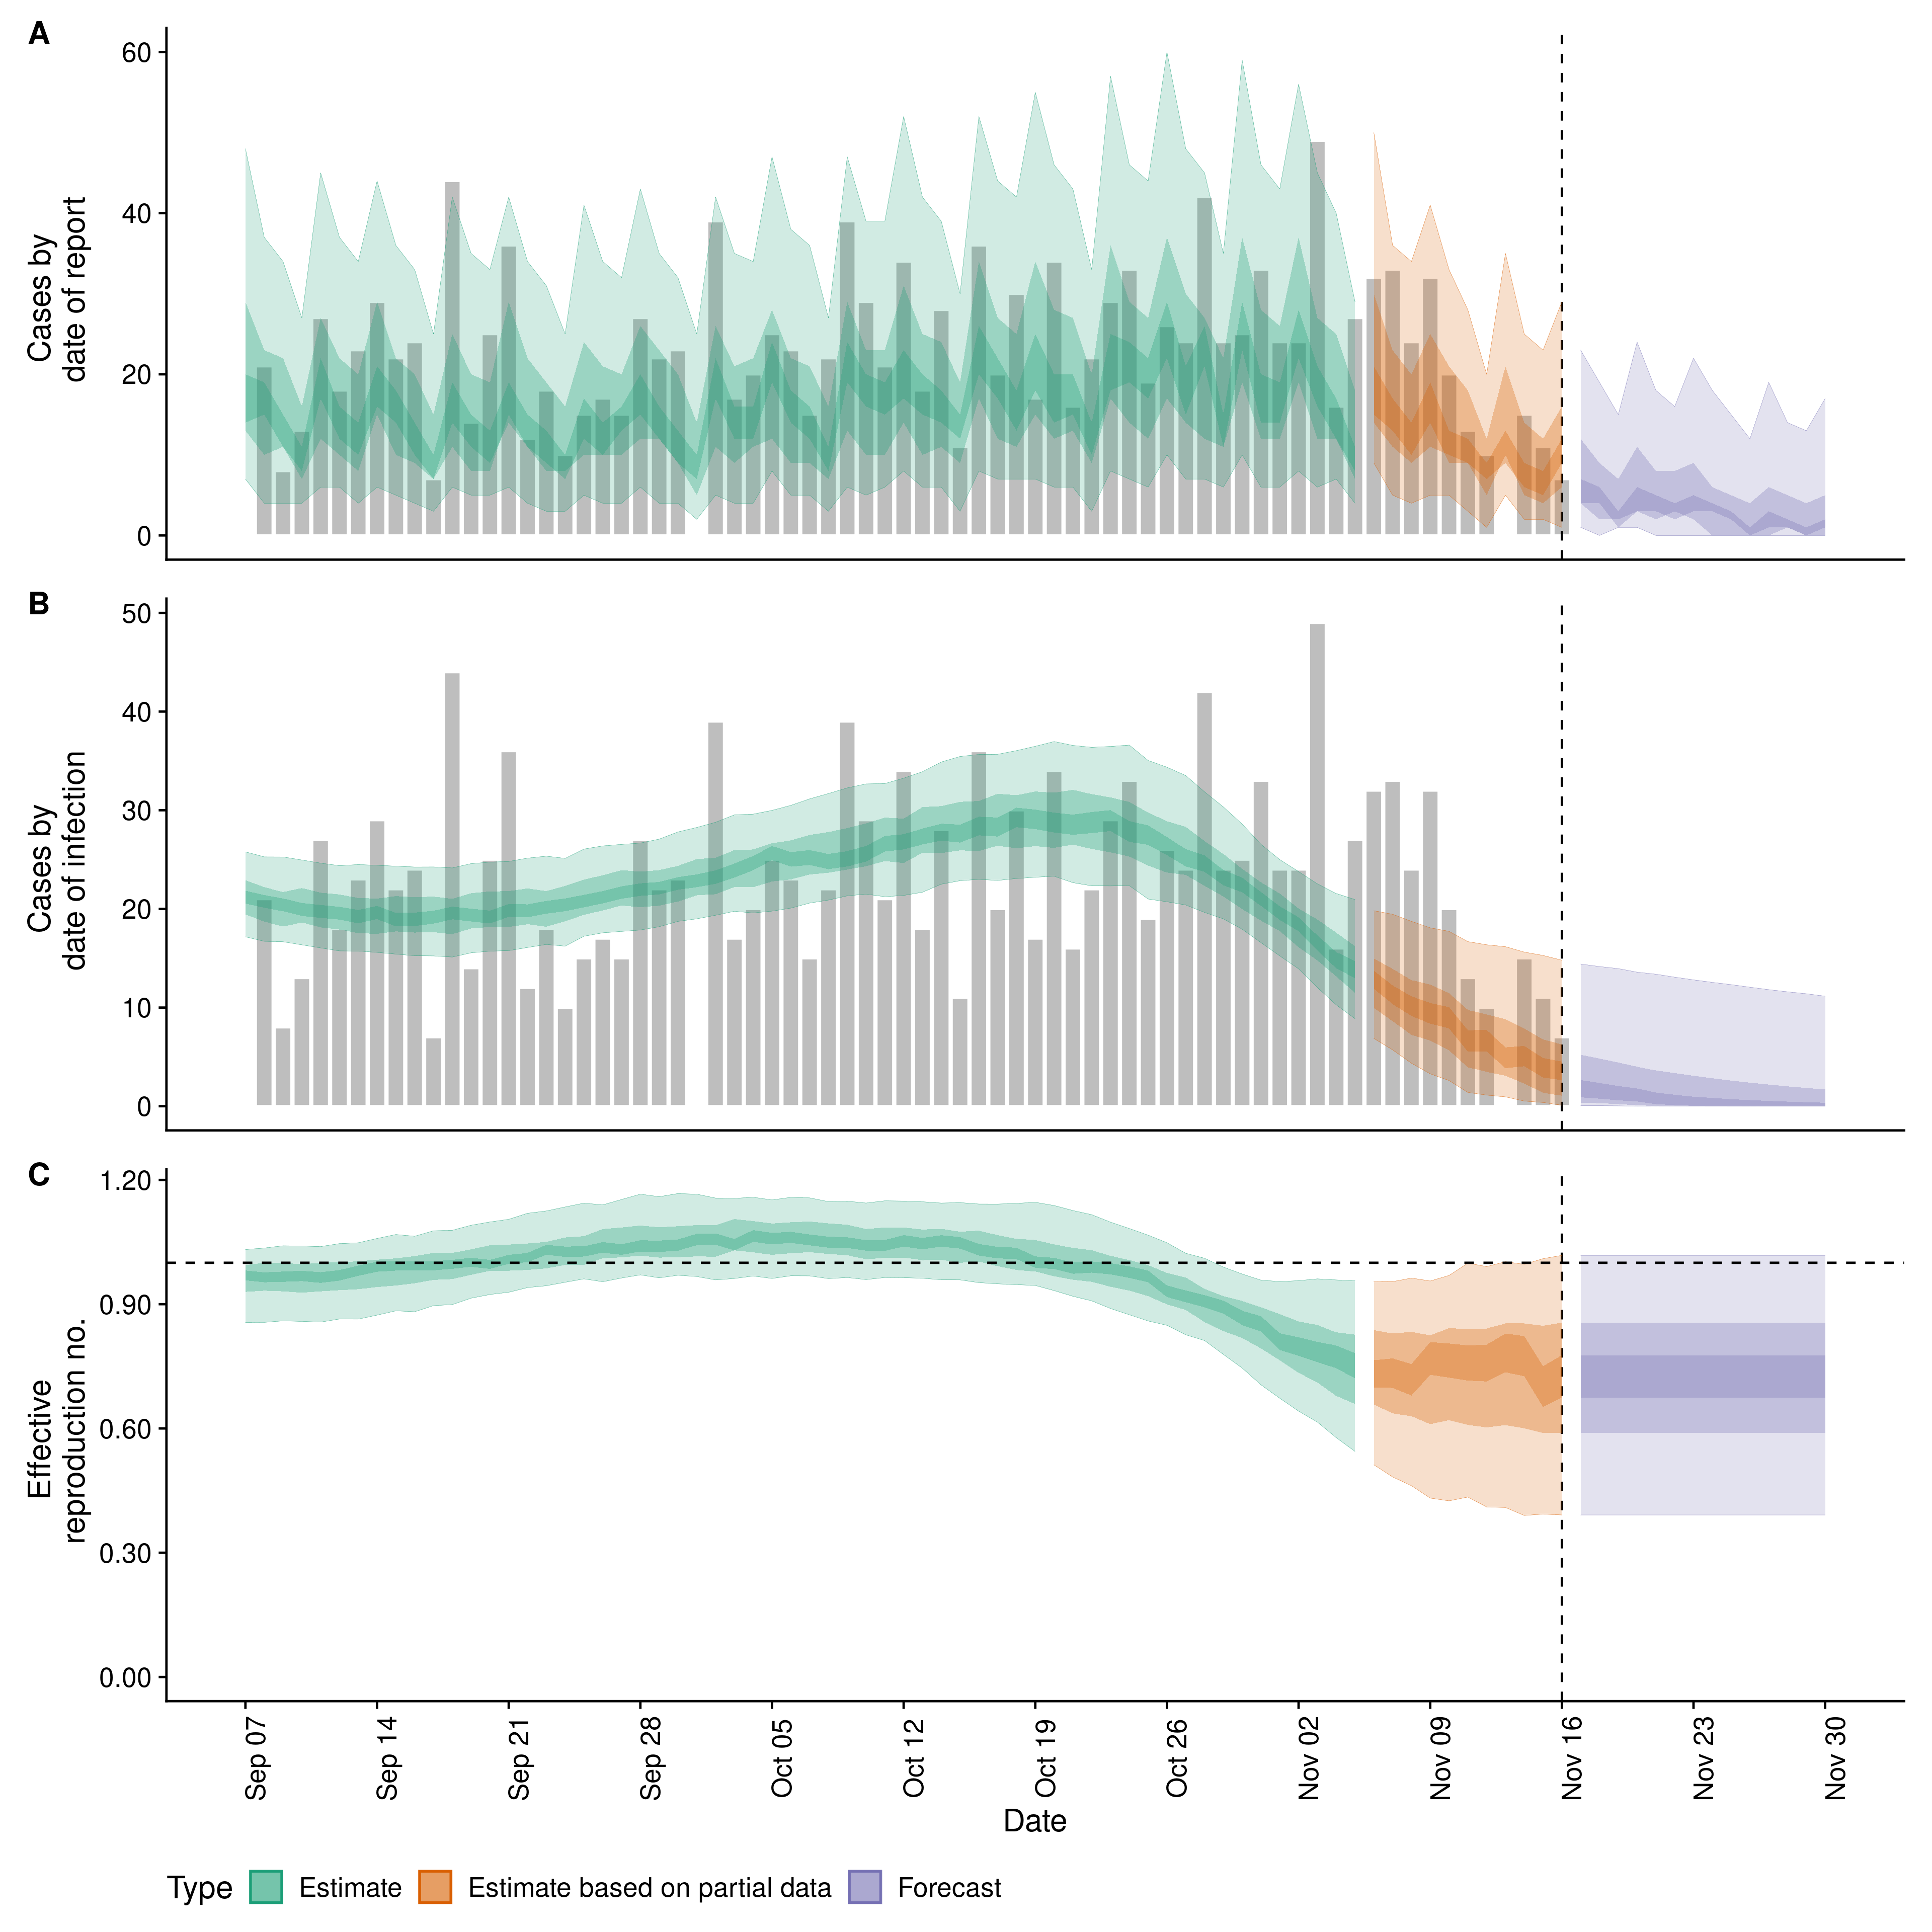 A
60
40
20
0
Cases by
date of report
B
50
40
30
20
10
0
Cases by
date of infection
C
1.20
0.90
0.60
0.30
0.00
Effective
reproduction no.
Sep 07
Sep 14
Sep 21
Sep 28
Oct 05
Oct 12
Oct 19
Oct 26
Nov 02
Nov 09
Nov 16
Nov 23
Nov 30
Date
Type Estimate Estimate based on partial data Forecast